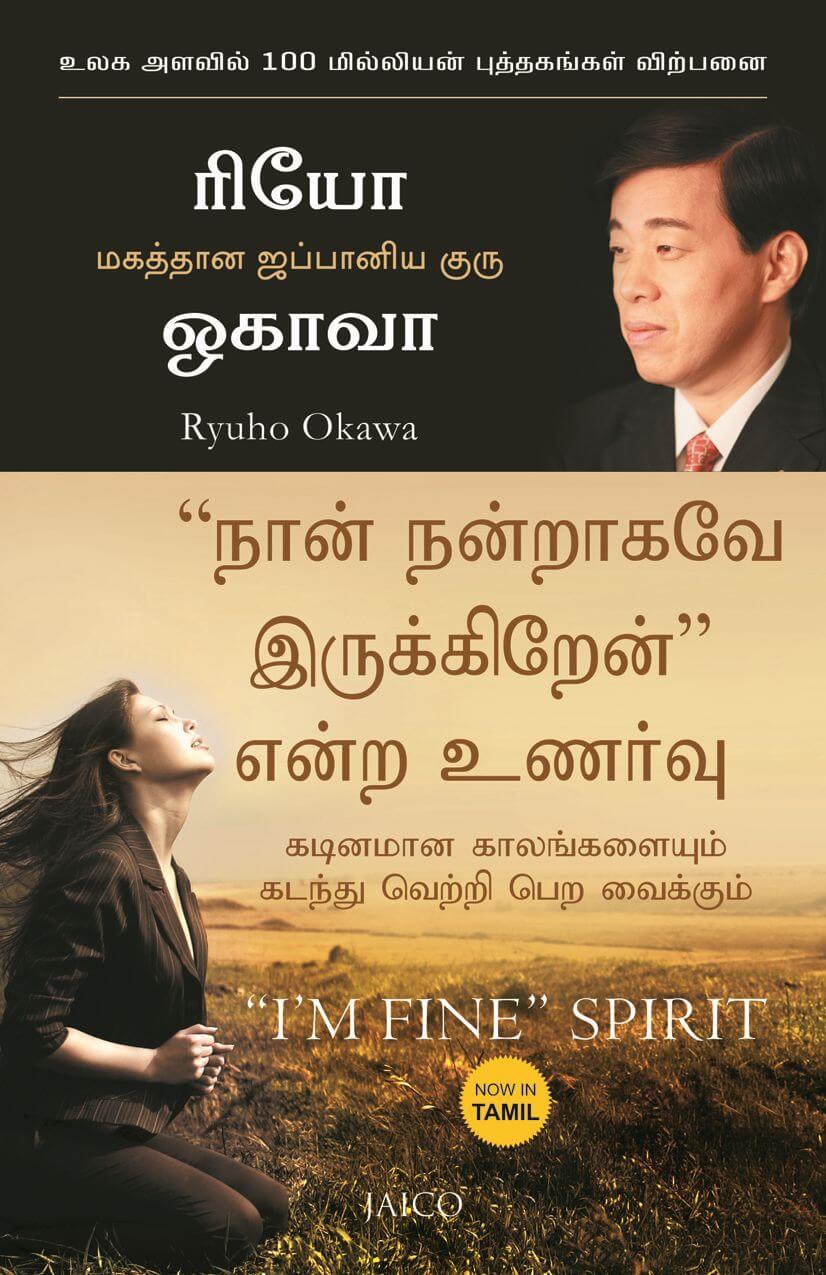 உலக அளவில் 100 மில்லியன் புத்தகங்கள் விற்பனை
ரியோ
மகத்தான ஜப்பானிய குரு
ஒகாவா
Ryuho Okawa
“நான் நன்றாகவே
இருக்கிறேன்”
என்ற உணர்வு
கடினமான காலங்களையும்
கடந்து வெற்றி பெற வைக்கும்
“I’M FINE” SPIRIT
NOW IN
TAMIL
JAICO